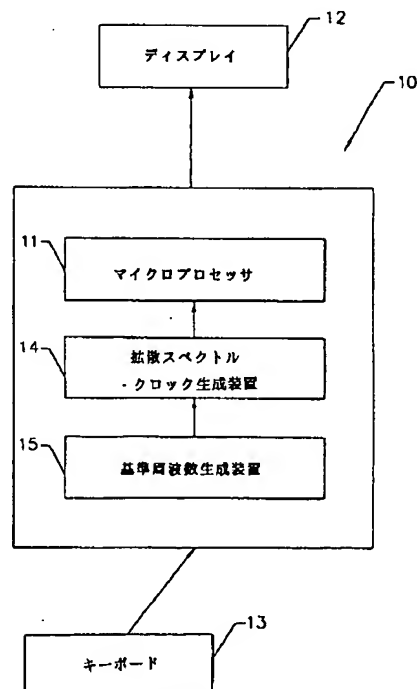 12
ディスプレイ
10
11
マイクロプロセッサ
14
拡散スペクトル
・クロック生成装置
15
基準周波数生成装置
13
キーボード